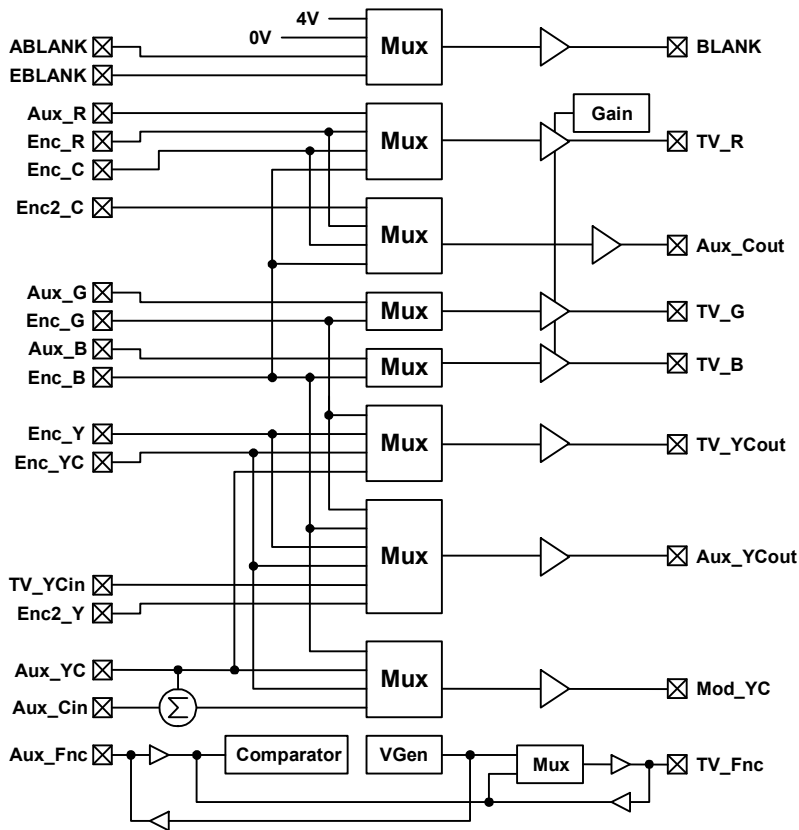 4V
0V
ABLANK
Mux
BLANK
EBLANK
Aux_R
Gain
Enc_R
Mux
TV_R
Enc_C
Enc2_C
Mux
Aux_Cout
Aux_G
Mux
TV_G
Enc_G
Aux_B
Mux
TV_B
Enc_B
Enc_Y
Mux
TV_YCout
Enc_YC
Mux
Aux_YCout
TV_YCin
Enc2_Y
Aux_YC
Mux
Mod_YC
Aux_Cin
Σ
Aux_Fnc
Comparator
VGen
Mux
TV_Fnc